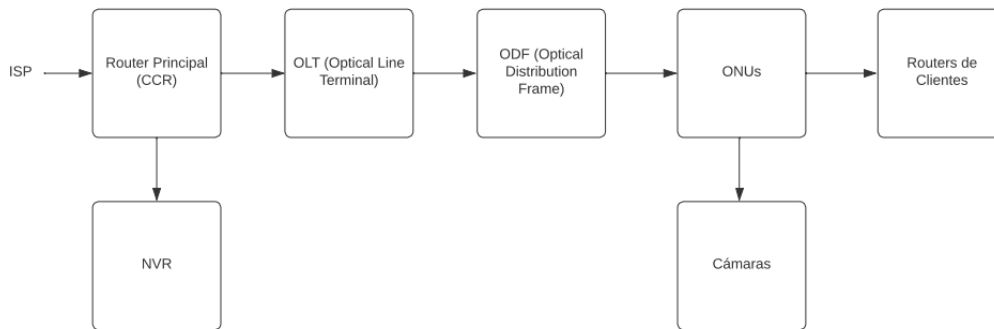 ISP
Router Principal
(CCR)
OLT (Optical Line
Terminal)
ODF (Optical
Distribution
Frame)
ONUs
Routers de
Clientes
NVR
Cámaras